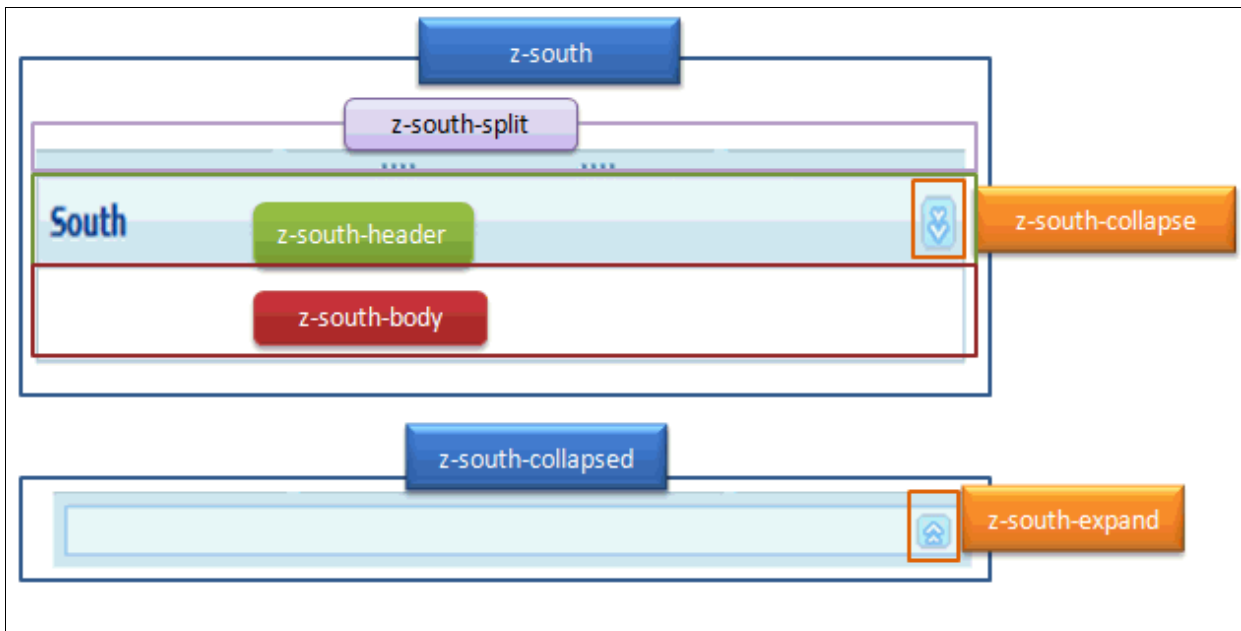 z-south
z-south-split
South
z-south-header
z-south-collapse
z-south-body
z-south-collapsed
z-south-expand